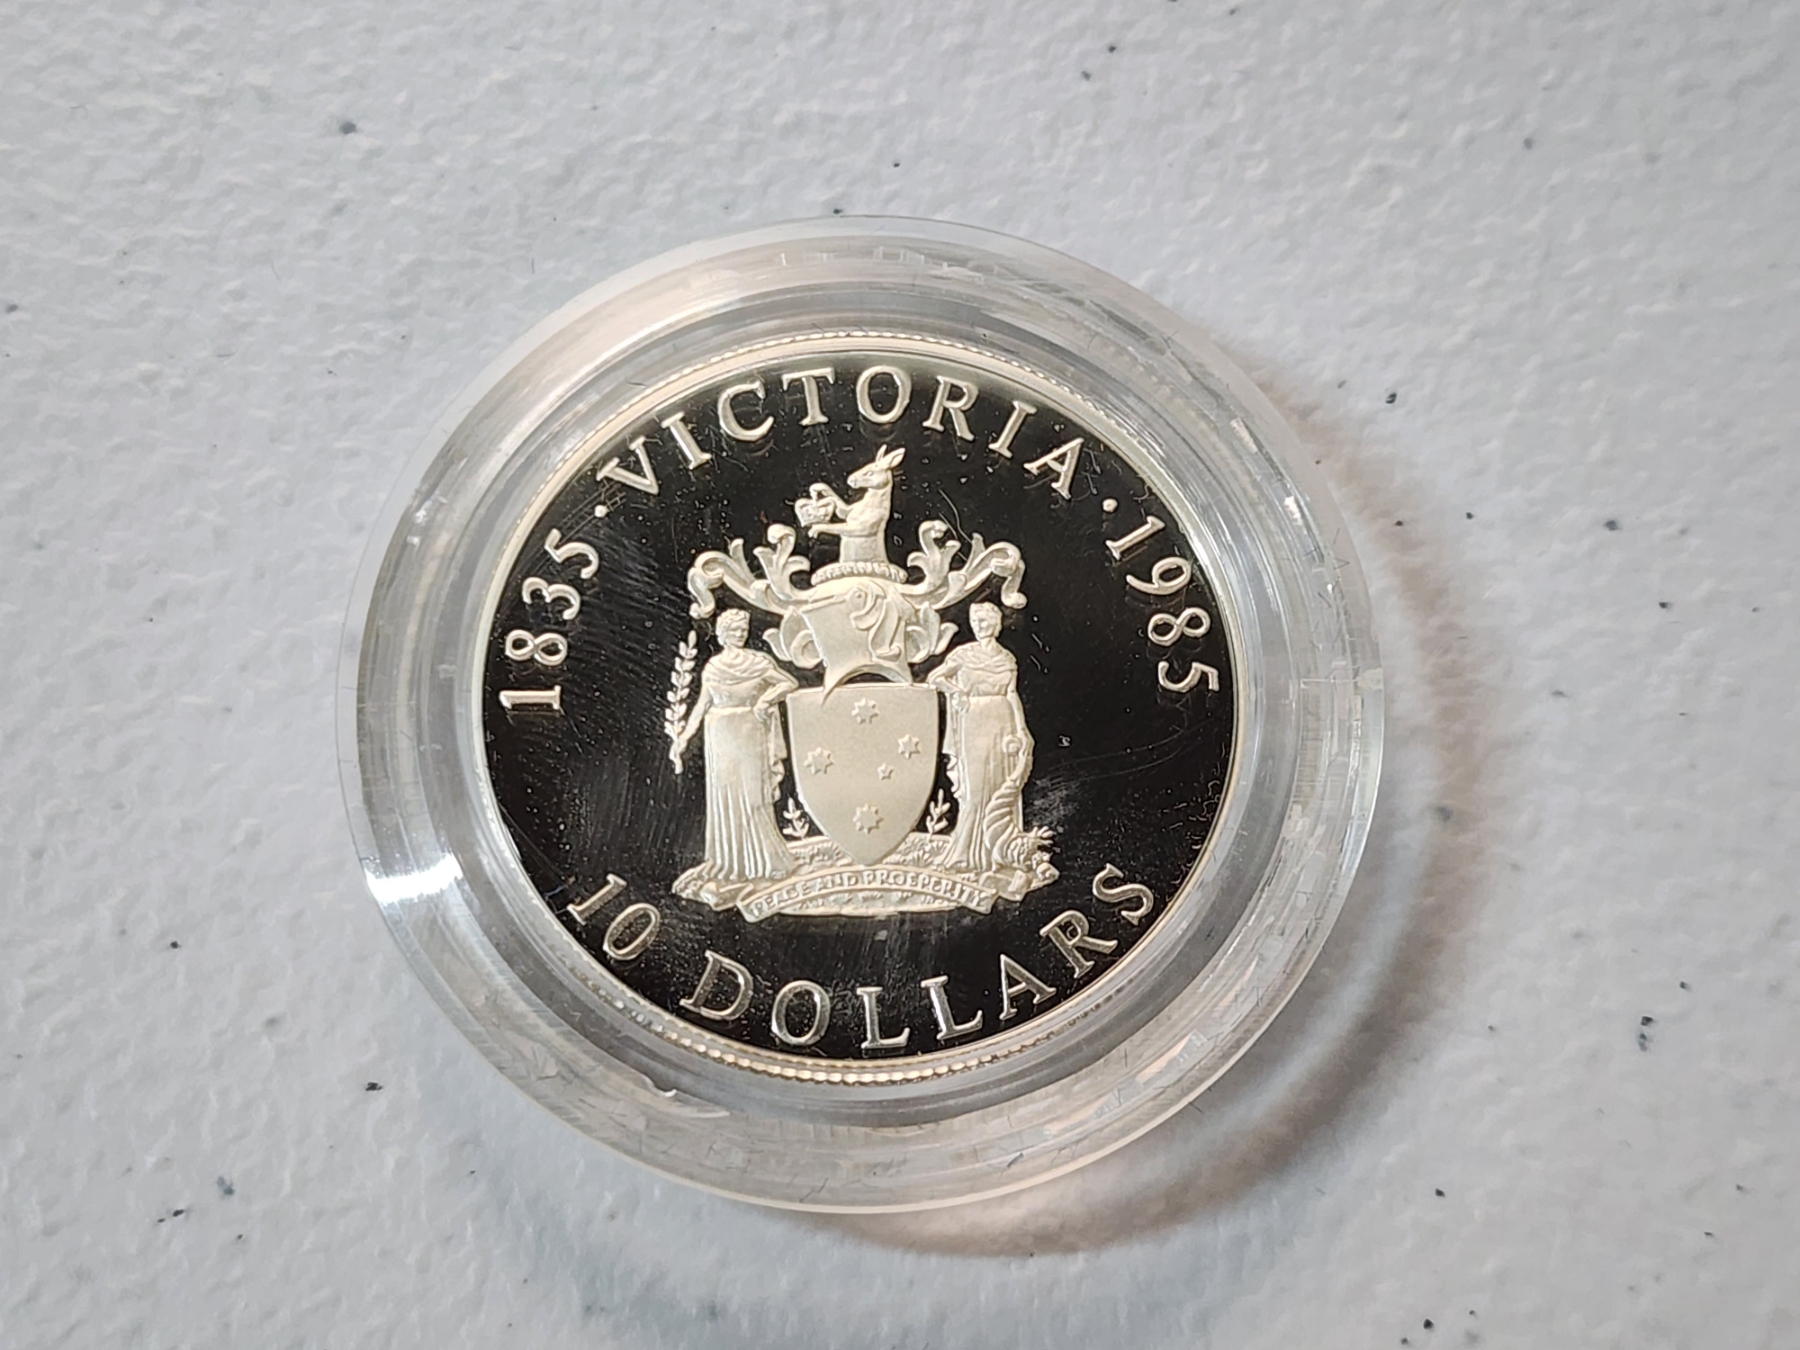 1835 · VICTORIA · 1985
PEACE AND PROSPERITY
10 DOLLARS